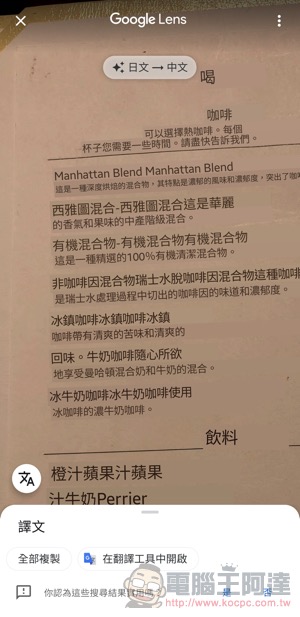 Google Lens
日文 → 中文
喝
咖啡
可以選擇熱咖啡。每個
杯子您需要一些時間。請盡快告訴我們。
Manhattan Blend Manhattan Blend
這是一種深度烘焙的混合物，其特點是濃郁的風味和濃郁度，突出了咖
西雅圖混合-西雅圖混合這是華麗
的香氣和果味的中產階級混合。
有機混合物-有機混合物有機混合物
這是一種精選的100％有機清潔混合物。
非咖啡因混合物瑞士水脫咖啡因混合物這種咖啡
是瑞士水處理過程中切出的咖啡因的味道和濃郁度。
冰鎮咖啡冰鎮咖啡冰鎮
咖啡帶有清爽的苦味和清爽的
回味。牛奶咖啡隨心所欲
地享受曼哈頓混合奶和牛奶的混合。
冰牛奶咖啡冰牛奶咖啡使用
冰咖啡的濃牛奶咖啡。
飲料
橙汁蘋果汁蘋果
汁牛奶Perrier
譯文
全部複製
在翻譯工具中開啟
你認為這些搜尋結果實用嗎？
是
否
電腦王阿達
http://www.kocpc.com.tw